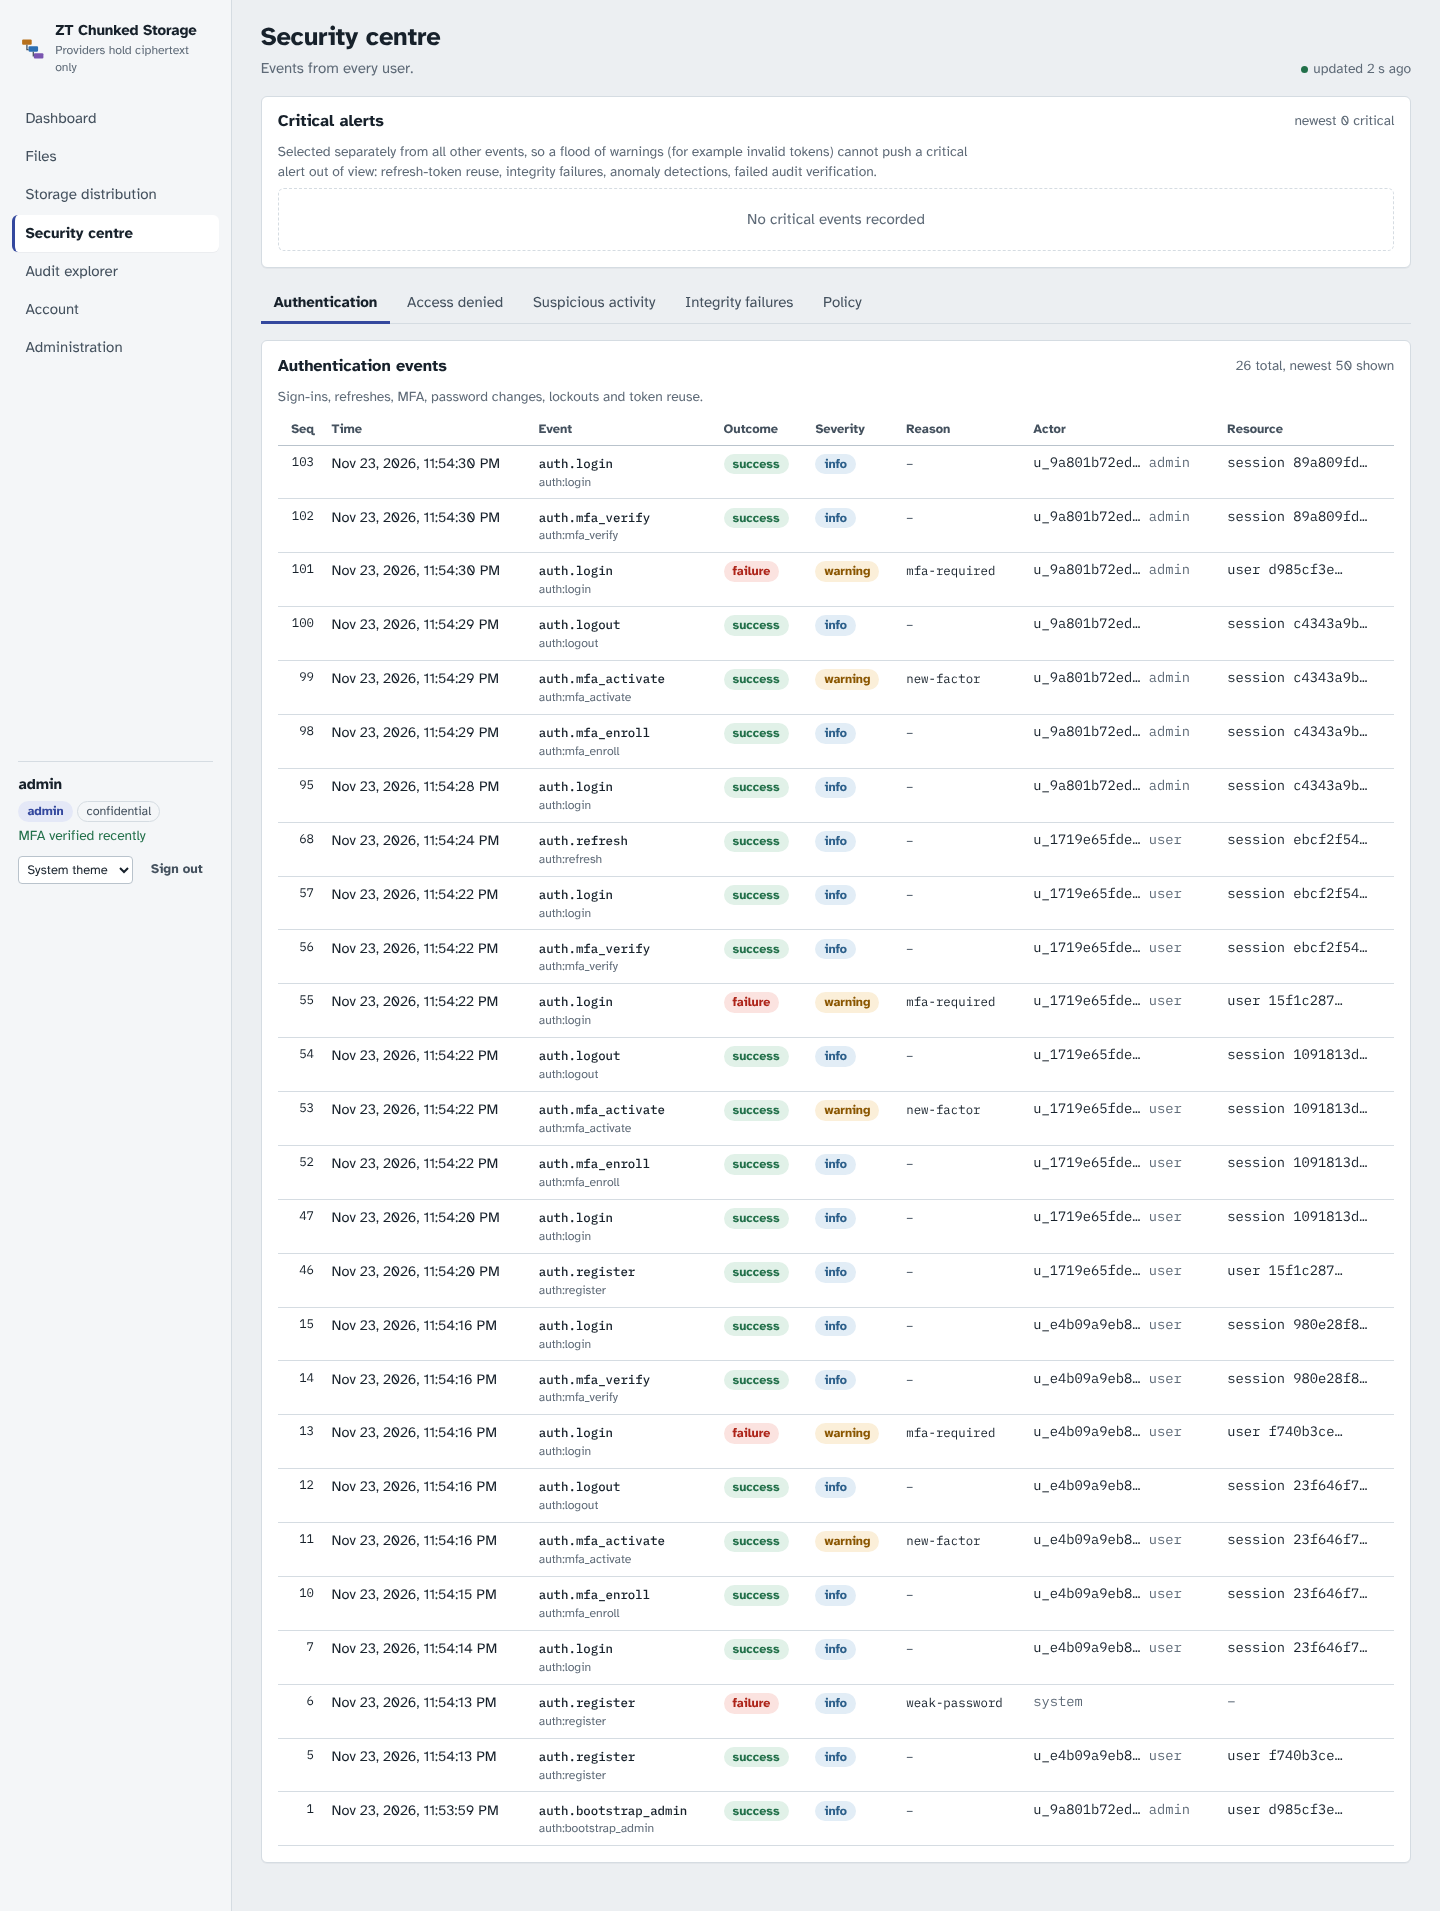 ZT Chunked Storage
Providers hold ciphertext
only
Dashboard
Files
Storage distribution
Security centre
Audit explorer
Account
Administration
admin
admin confidential
MFA verified recently
System theme Sign out
Security centre
Events from every user.
updated 2 s ago
Critical alerts
newest 0 critical
Selected separately from all other events, so a flood of warnings (for example invalid tokens) cannot push a critical
alert out of view: refresh-token reuse, integrity failures, anomaly detections, failed audit verification.
No critical events recorded
Authentication Access denied Suspicious activity Integrity failures Policy
Authentication events
26 total, newest 50 shown
Sign-ins, refreshes, MFA, password changes, lockouts and token reuse.
Seq Time Event Outcome Severity Reason Actor Resource
103 Nov 23, 2026, 11:54:30 PM auth.login success info – u_9a801b72ed… admin session 89a809fd…
auth:login
102 Nov 23, 2026, 11:54:30 PM auth.mfa_verify success info – u_9a801b72ed… admin session 89a809fd…
auth:mfa_verify
101 Nov 23, 2026, 11:54:30 PM auth.login failure warning mfa-required u_9a801b72ed… admin user d985cf3e…
auth:login
100 Nov 23, 2026, 11:54:29 PM auth.logout success info – u_9a801b72ed… session c4343a9b…
auth:logout
99 Nov 23, 2026, 11:54:29 PM auth.mfa_activate success warning new-factor u_9a801b72ed… admin session c4343a9b…
auth:mfa_activate
98 Nov 23, 2026, 11:54:29 PM auth.mfa_enroll success info – u_9a801b72ed… admin session c4343a9b…
auth:mfa_enroll
95 Nov 23, 2026, 11:54:28 PM auth.login success info – u_9a801b72ed… admin session c4343a9b…
auth:login
68 Nov 23, 2026, 11:54:24 PM auth.refresh success info – u_1719e65fde… user session ebcf2f54…
auth:refresh
57 Nov 23, 2026, 11:54:22 PM auth.login success info – u_1719e65fde… user session ebcf2f54…
auth:login
56 Nov 23, 2026, 11:54:22 PM auth.mfa_verify success info – u_1719e65fde… user session ebcf2f54…
auth:mfa_verify
55 Nov 23, 2026, 11:54:22 PM auth.login failure warning mfa-required u_1719e65fde… user user 15f1c287…
auth:login
54 Nov 23, 2026, 11:54:22 PM auth.logout success info – u_1719e65fde… session 1091813d…
auth:logout
53 Nov 23, 2026, 11:54:22 PM auth.mfa_activate success warning new-factor u_1719e65fde… user session 1091813d…
auth:mfa_activate
52 Nov 23, 2026, 11:54:22 PM auth.mfa_enroll success info – u_1719e65fde… user session 1091813d…
auth:mfa_enroll
47 Nov 23, 2026, 11:54:20 PM auth.login success info – u_1719e65fde… user session 1091813d…
auth:login
46 Nov 23, 2026, 11:54:20 PM auth.register success info – u_1719e65fde… user user 15f1c287…
auth:register
15 Nov 23, 2026, 11:54:16 PM auth.login success info – u_e4b09a9eb8… user session 980e28f8…
auth:login
14 Nov 23, 2026, 11:54:16 PM auth.mfa_verify success info – u_e4b09a9eb8… user session 980e28f8…
auth:mfa_verify
13 Nov 23, 2026, 11:54:16 PM auth.login failure warning mfa-required u_e4b09a9eb8… user user f740b3ce…
auth:login
12 Nov 23, 2026, 11:54:16 PM auth.logout success info – u_e4b09a9eb8… session 23f646f7…
auth:logout
11 Nov 23, 2026, 11:54:16 PM auth.mfa_activate success warning new-factor u_e4b09a9eb8… user session 23f646f7…
auth:mfa_activate
10 Nov 23, 2026, 11:54:15 PM auth.mfa_enroll success info – u_e4b09a9eb8… user session 23f646f7…
auth:mfa_enroll
7 Nov 23, 2026, 11:54:14 PM auth.login success info – u_e4b09a9eb8… user session 23f646f7…
auth:login
6 Nov 23, 2026, 11:54:13 PM auth.register failure info weak-password system –
auth:register
5 Nov 23, 2026, 11:54:13 PM auth.register success info – u_e4b09a9eb8… user user f740b3ce…
auth:register
1 Nov 23, 2026, 11:53:59 PM auth.bootstrap_admin success info – u_9a801b72ed… admin user d985cf3e…
auth:bootstrap_admin